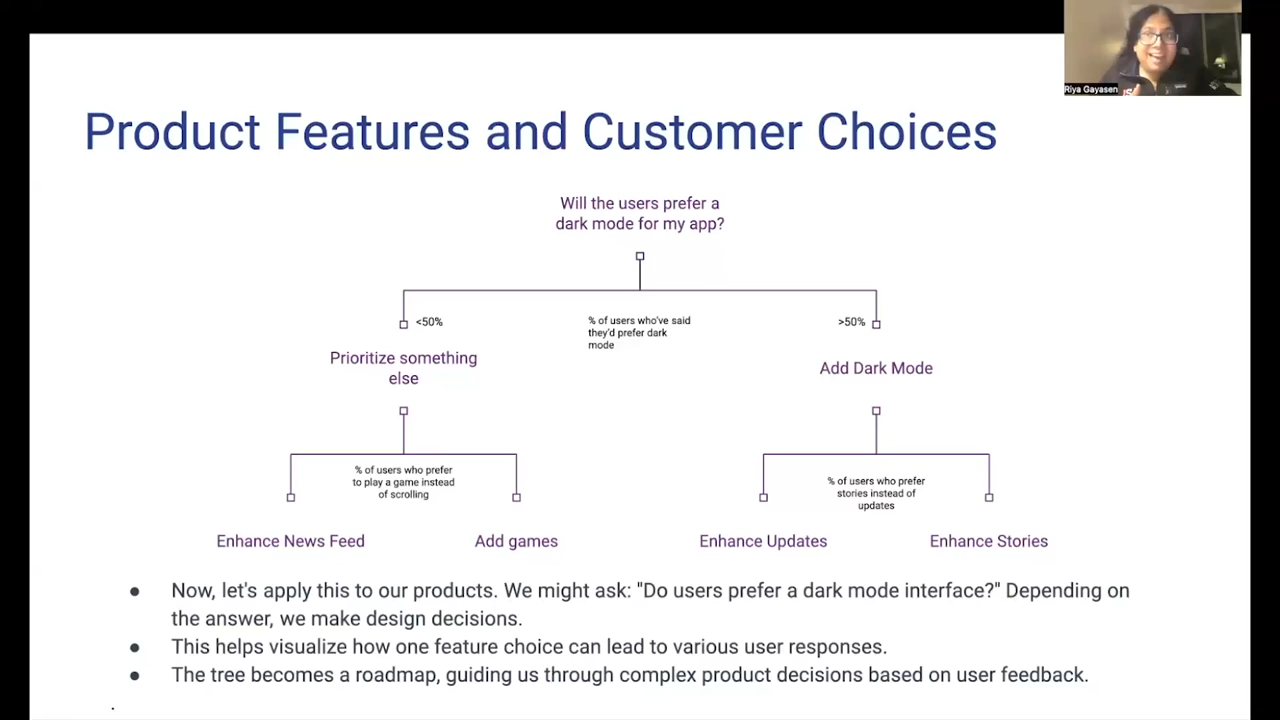 Riya Gayasen
Product Features and Customer Choices
Will the users prefer a
dark mode for my app?
<50%
% of users who've said
they'd prefer dark
mode
>50%
Prioritize something
else
Add Dark Mode
% of users who prefer
to play a game instead
of scrolling
% of users who prefer
stories instead of
updates
Enhance News Feed
Add games
Enhance Updates
Enhance Stories
● Now, let's apply this to our products. We might ask: "Do users prefer a dark mode interface?" Depending on
the answer, we make design decisions.
● This helps visualize how one feature choice can lead to various user responses.
● The tree becomes a roadmap, guiding us through complex product decisions based on user feedback.
.